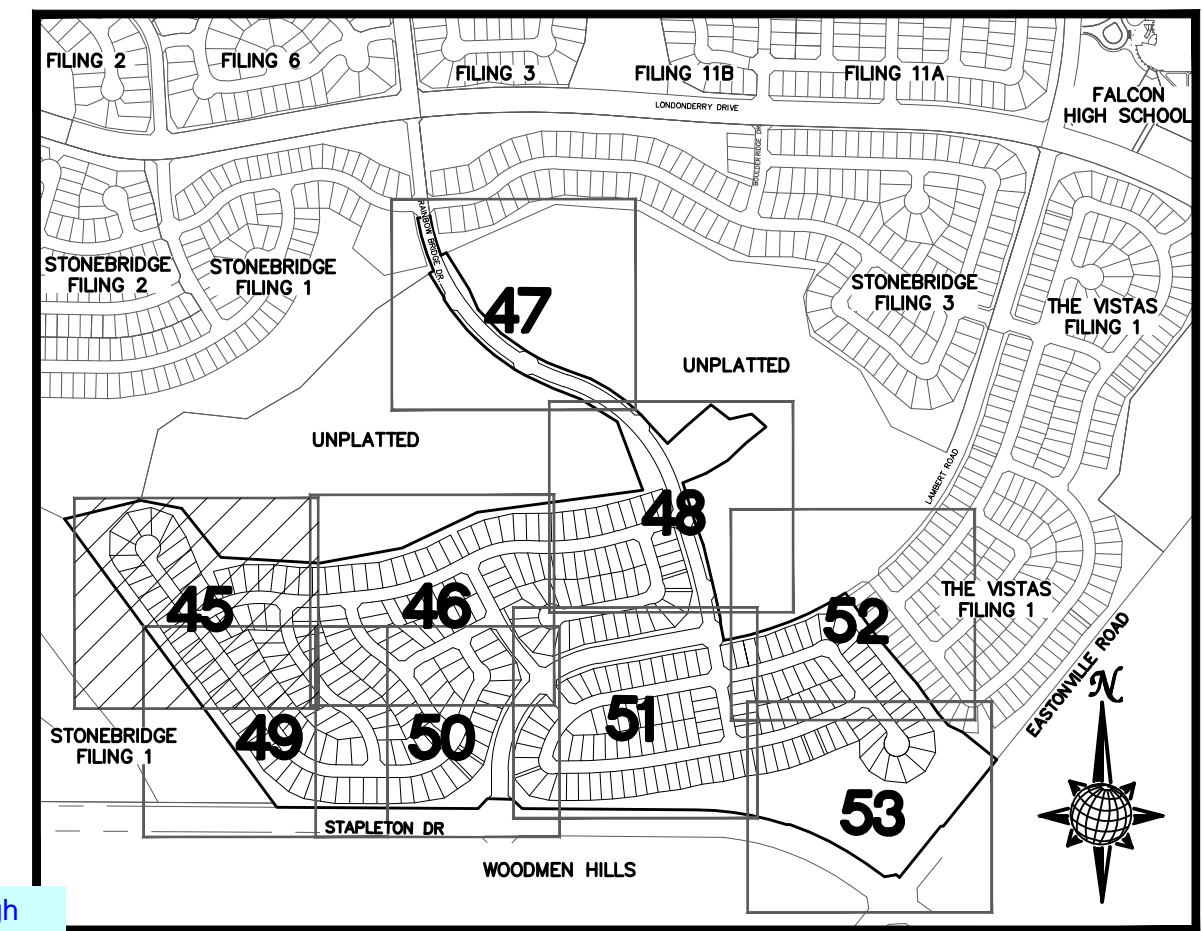 FILING 2
FILING 6
FILING 3
FILING 11B
FILING 11A
LONDONDERRY DRIVE
FALCON
HIGH SCHOOL
BOULDER RIDGE DR
RAINBOW BRIDGE DR.
STONEBRIDGE
FILING 2
STONEBRIDGE
FILING 1
STONEBRIDGE
FILING 3
THE VISTAS
FILING 1
47
UNPLATTED
UNPLATTED
LAMBERT ROAD
48
45
46
52
THE VISTAS
FILING 1
EASTONVILLE ROAD
N
STONEBRIDGE
FILING 1
49
50
51
53
STAPLETON DR
WOODMEN HILLS